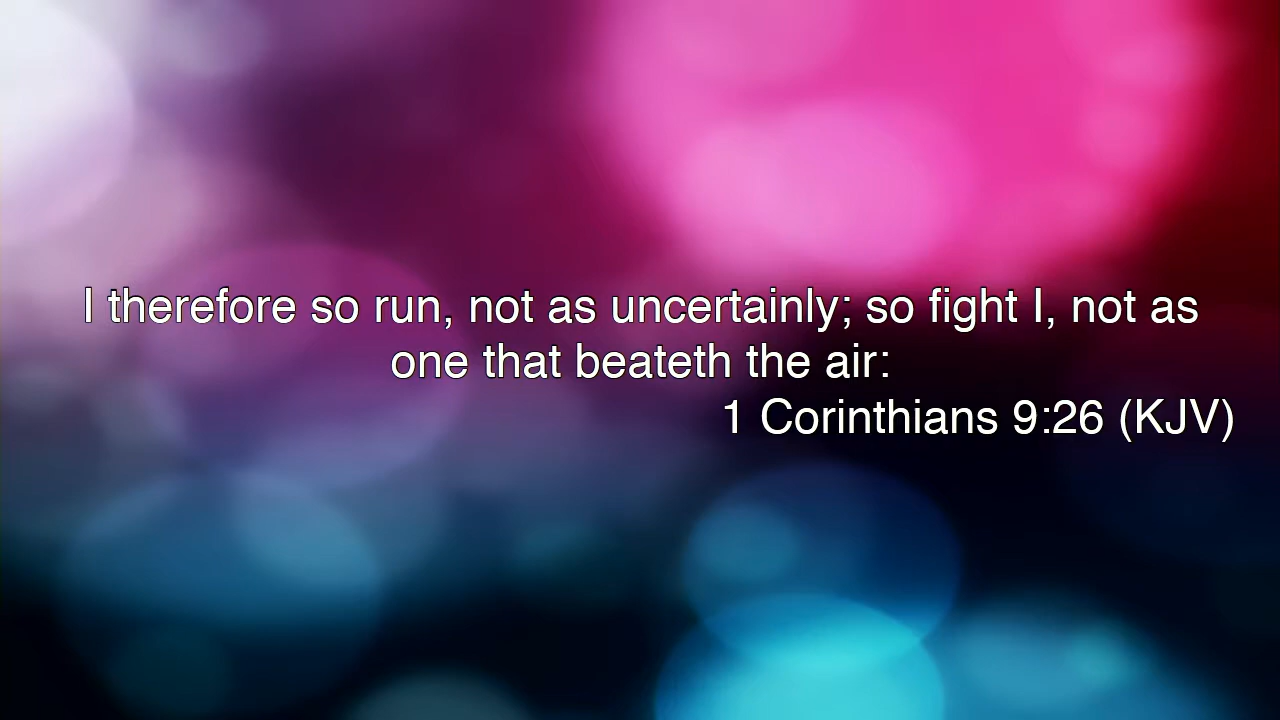 I therefore so run, not as uncertainly; so fight I, not as
one that beateth the air:
1 Corinthians 9:26 (KJV)